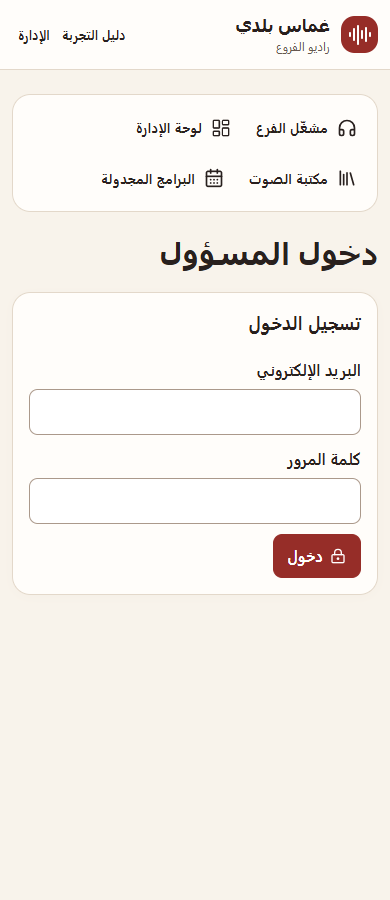 غماس بلدي
راديو الفروع
دليل التجربة
الإدارة
مشغّل الفرع
لوحة الإدارة
مكتبة الصوت
البرامج المجدولة
دخول المسؤول
تسجيل الدخول
البريد الإلكتروني
كلمة المرور
دخول